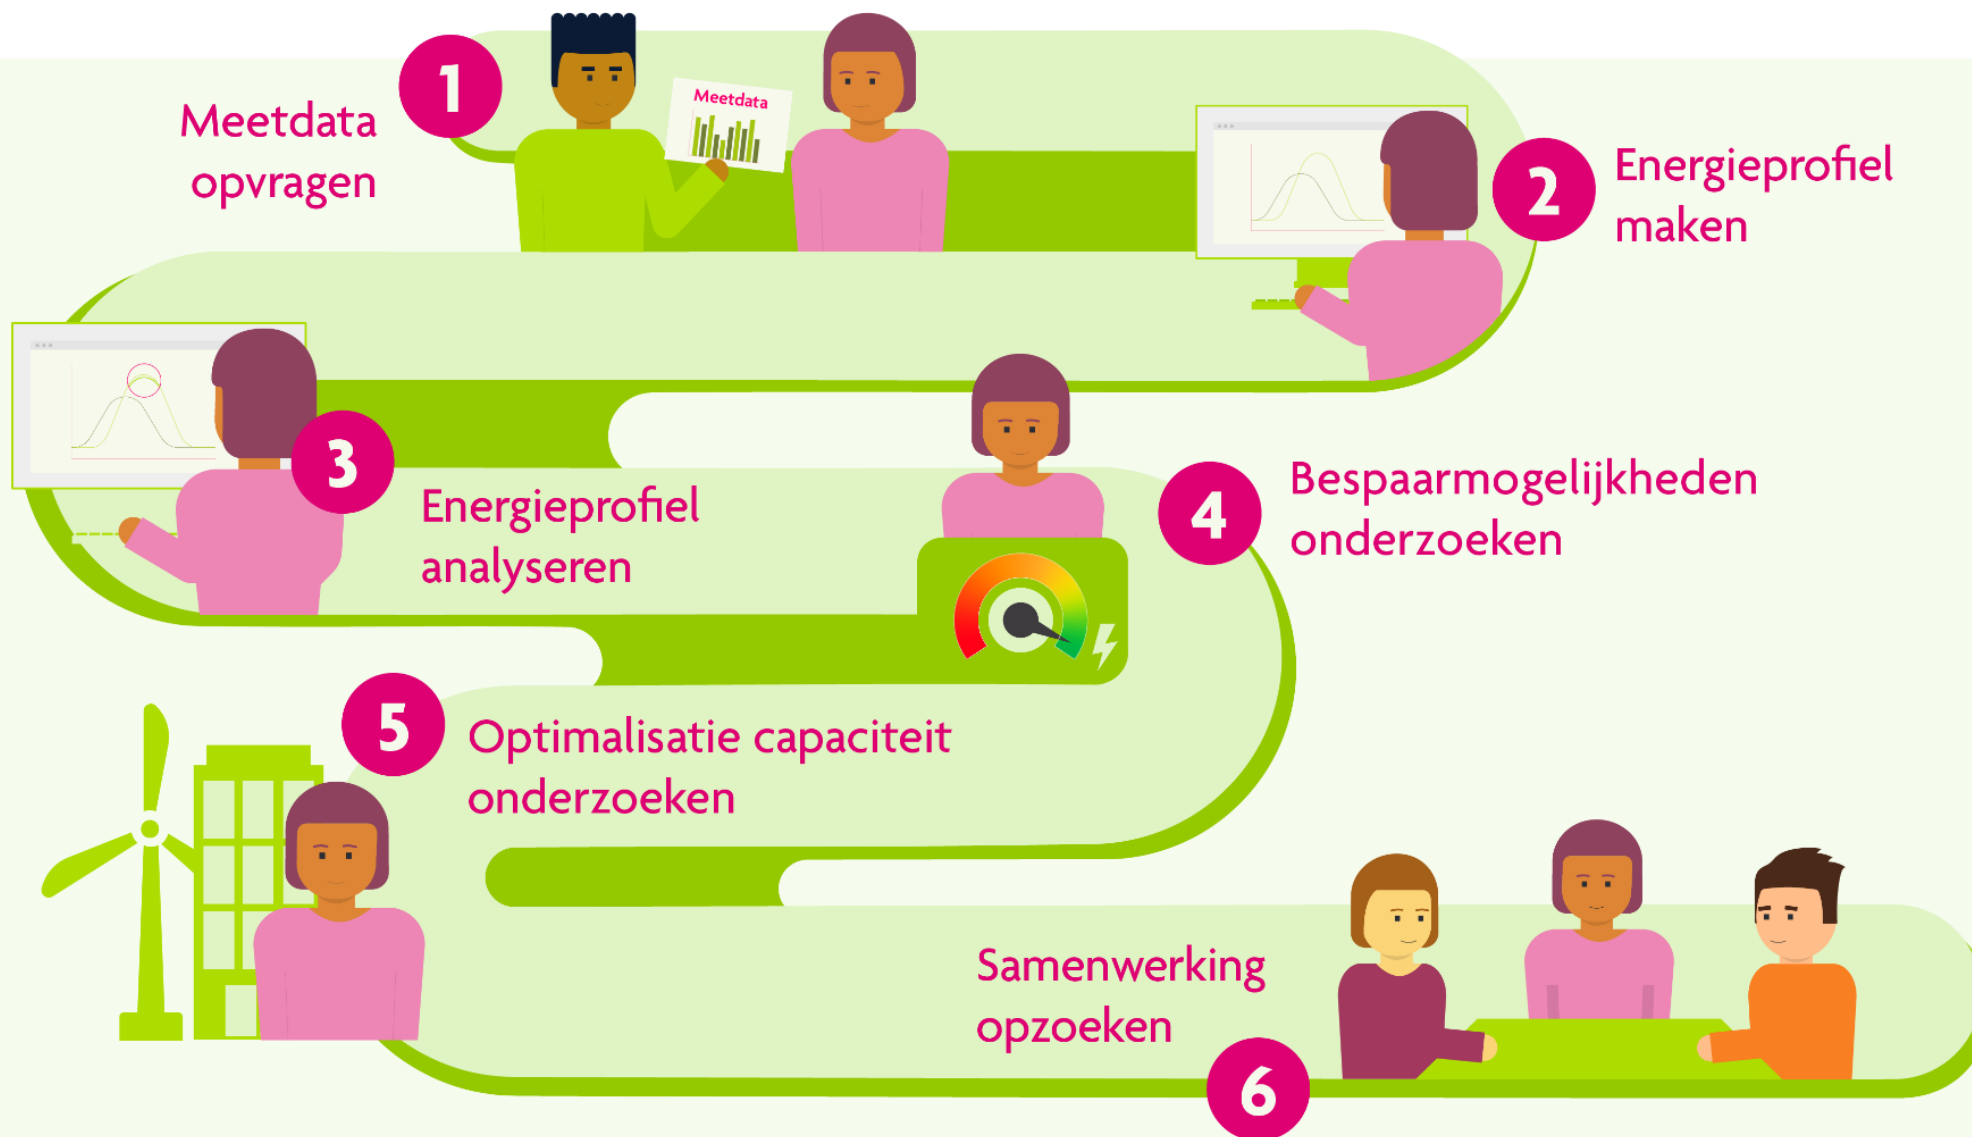 1
Meetdata
opvragen
Meetdata
2
Energieprofiel
maken
3
Energieprofiel
analyseren
4
Bespaarmogelijkheden
onderzoeken
5
Optimalisatie capaciteit
onderzoeken
Samenwerking
opzoeken
6